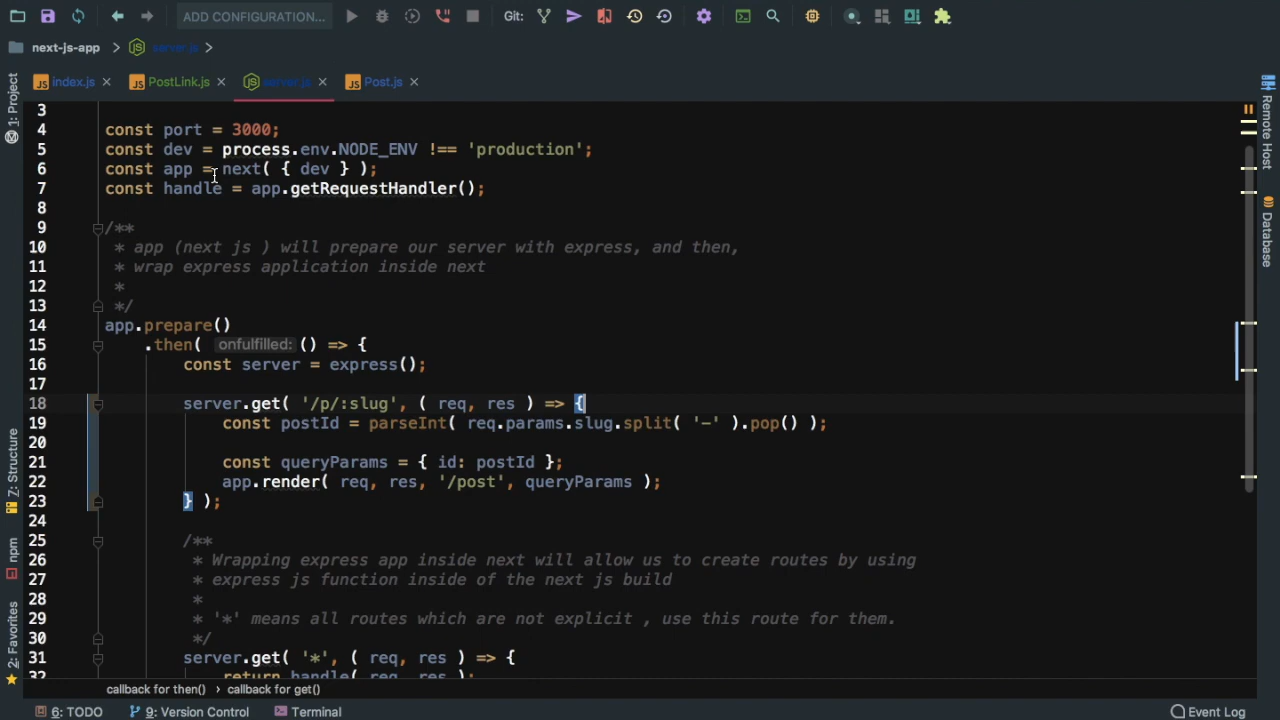 ADD CONFIGURATION...
Git:
next-js-app
server.js
index.js
PostLink.js
server.js
Post.js
1: Project
7: Structure
npm
2: Favorites
Remote Host
Database
3
4 const port = 3000;
5 const dev = process.env.NODE_ENV !== 'production';
6 const app = next( { dev } );
7 const handle = app.getRequestHandler();
8
9 /**
10 * app (next js ) will prepare our server with express, and then,
11 * wrap express application inside next
12 *
13 */
14 app.prepare()
15 .then( onfulfilled: () => {
16 const server = express();
17
18 server.get( '/p/:slug', ( req, res ) => {
19 const postId = parseInt( req.params.slug.split( '-' ).pop() );
20
21 const queryParams = { id: postId };
22 app.render( req, res, '/post', queryParams );
23 } );
24
25 /**
26 * Wrapping express app inside next will allow us to create routes by using
27 * express js function inside of the next js build
28 *
29 * '*' means all routes which are not explicit , use this route for them.
30 */
31 server.get( '*', ( req, res ) => {
32 return handle( req, res );
callback for then()
callback for get()
6: TODO
9: Version Control
Terminal
Event Log